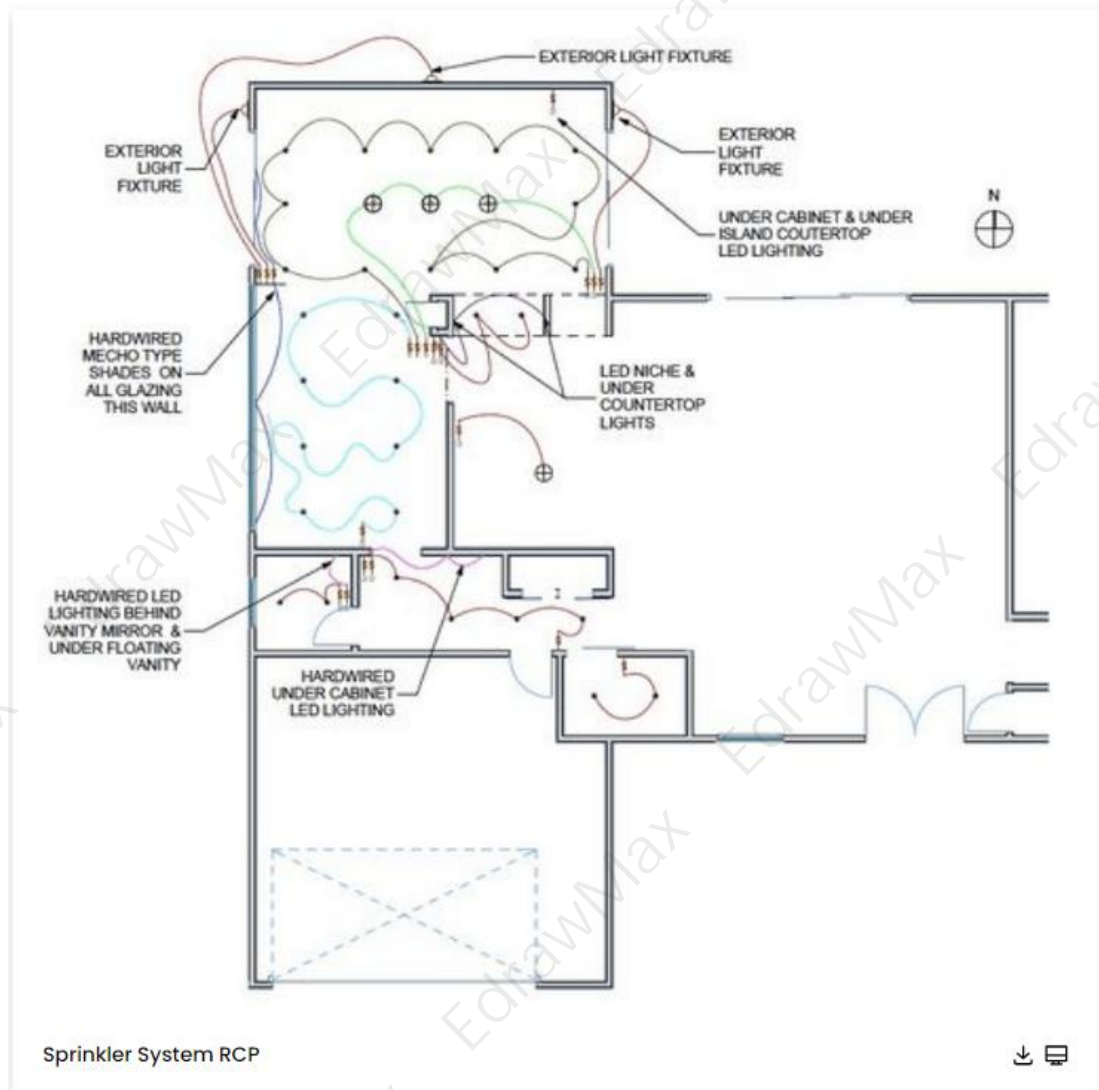 EXTERIOR LIGHT FIXTURE
EXTERIOR
LIGHT
FIXTURE
EXTERIOR
LIGHT
FIXTURE
N
UNDER CABINET & UNDER
ISLAND COUTERTOP
LED LIGHTING
HARDWIRED
MECHO TYPE
SHADES ON
ALL GLAZING
THIS WALL
LED NICHE &
UNDER
COUNTERTOP
LIGHTS
HARDWIRED LED
LIGHTING BEHIND
VANITY MIRROR &
UNDER FLOATING
VANITY
HARDWIRED
UNDER CABINET
LED LIGHTING
EdrawMax
EdrawMax
EdrawMax
EdrawMax
EdrawMax
Sprinkler System RCP